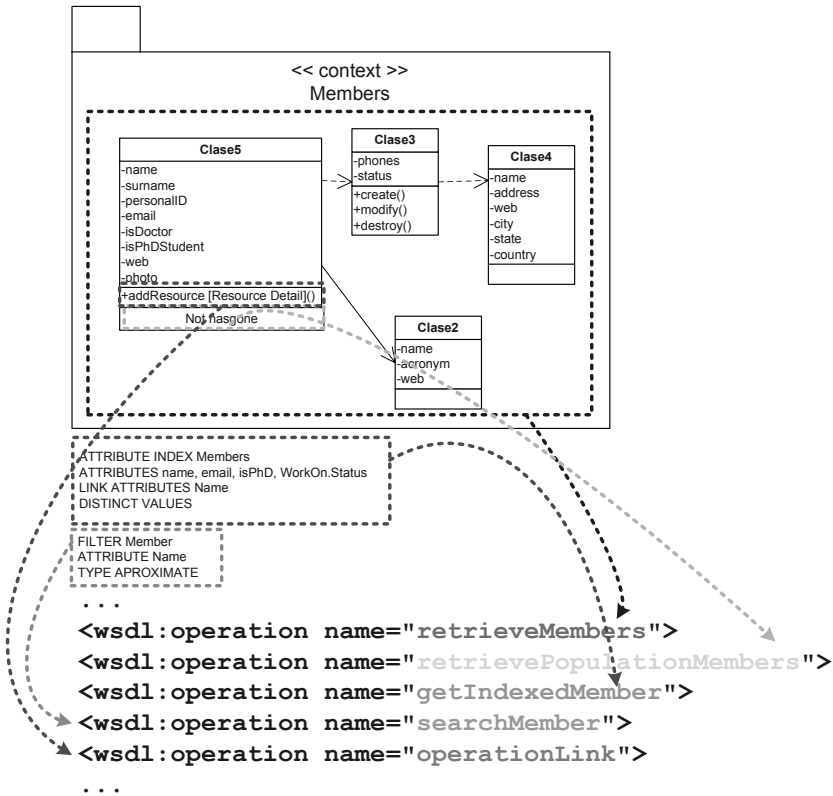 << context >>
Members
Clase5
-name
-surname
-personalID
-email
-isDoctor
-isPhDStudent
-web
-photo
+addResource [Resource Detail]()
Not hasgone
Clase3
-phones
-status
+create()
+modify()
+destroy()
Clase4
-name
-address
-web
-city
-state
-country
Clase2
-name
-acronym
-web
ATTRIBUTE INDEX Members
ATTRIBUTES name, email, isPhD, WorkOn.Status
LINK ATTRIBUTES Name
DISTINCT VALUES
FILTER Member
ATTRIBUTE Name
TYPE APROXIMATE
...
<wsdl:operation name="retrieveMembers">
<wsdl:operation name="retrievePopulationMembers">
<wsdl:operation name="getIndexedMember">
<wsdl:operation name="searchMember">
<wsdl:operation name="operationLink">
...